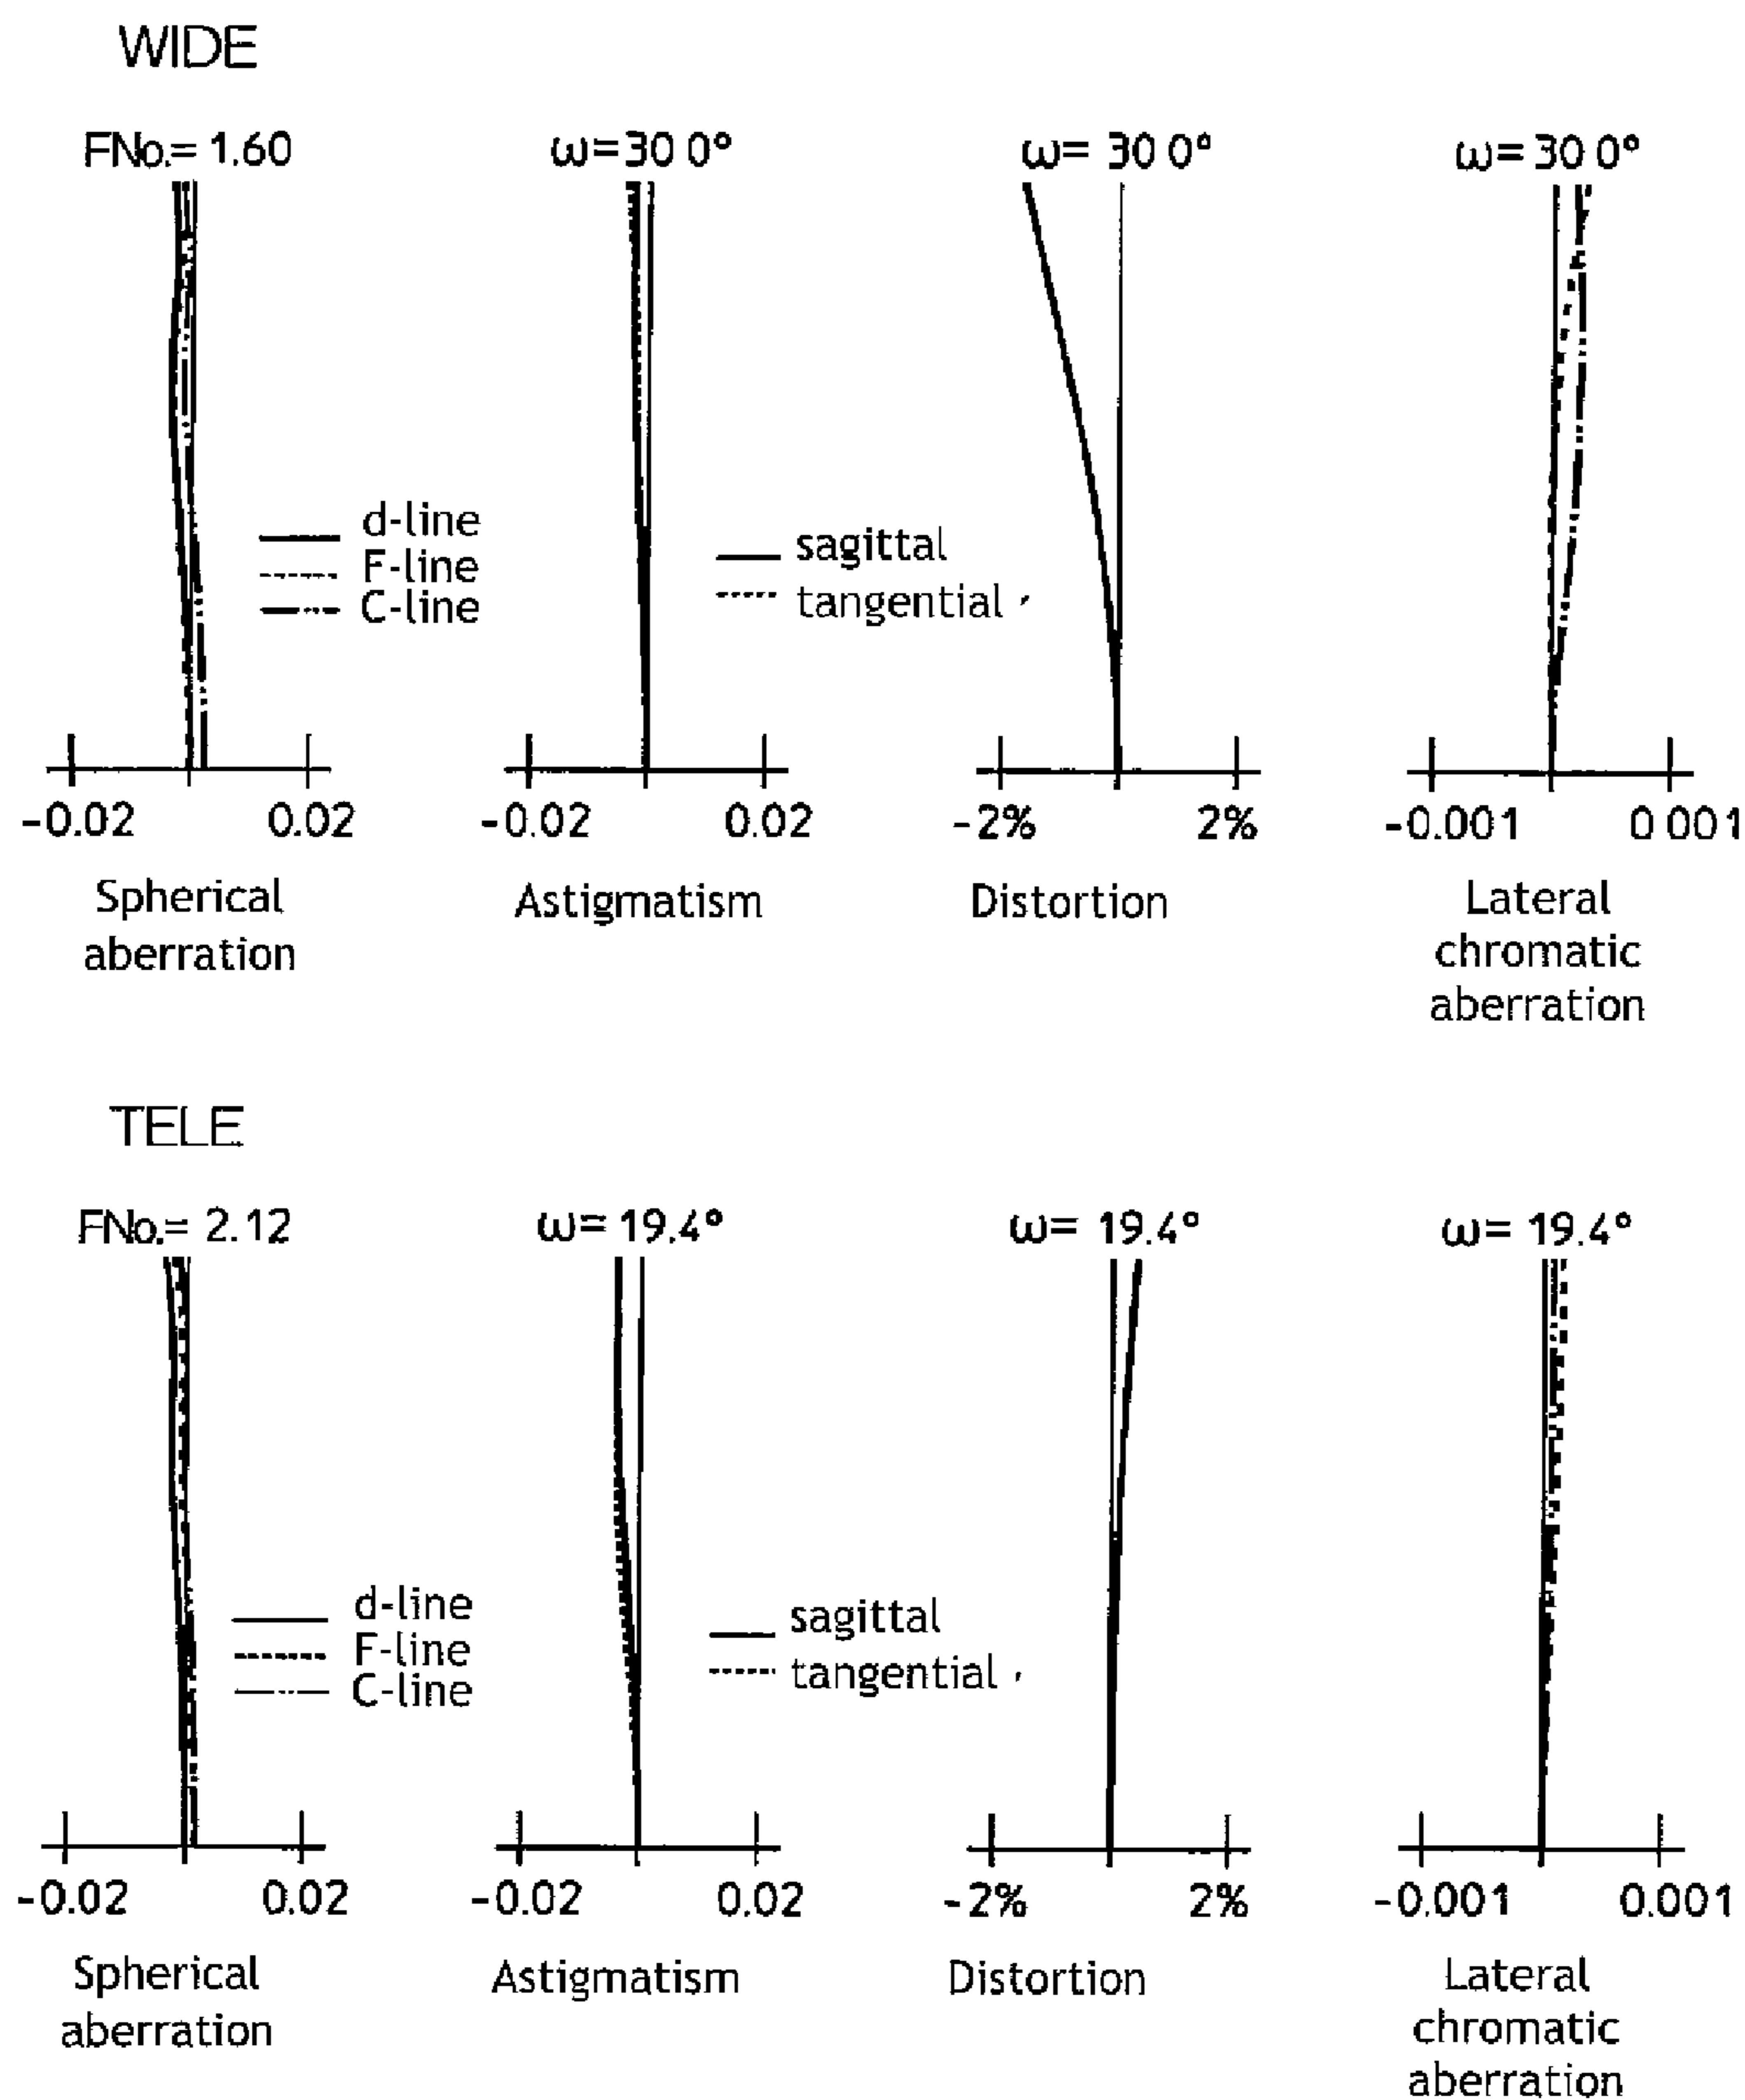 WIDE
FNo.= 1.60
ω=30 0°
ω= 30 0°
ω= 30 0°
d-line
F-line
C-line
sagittal
tangential
-0.02 0.02
-0.02 0.02
-2% 2%
-0.001 0 001
Spherical
aberration
Astigmatism
Distortion
Lateral
chromatic
aberration
TELE
FNo.= 2.12
ω= 19.4°
ω= 19.4°
ω= 19.4°
d-line
F-line
C-line
sagittal
tangential
-0.02 0.02
-0.02 0.02
-2% 2%
-0.001 0.001
Spherical
aberration
Astigmatism
Distortion
Lateral
chromatic
aberration